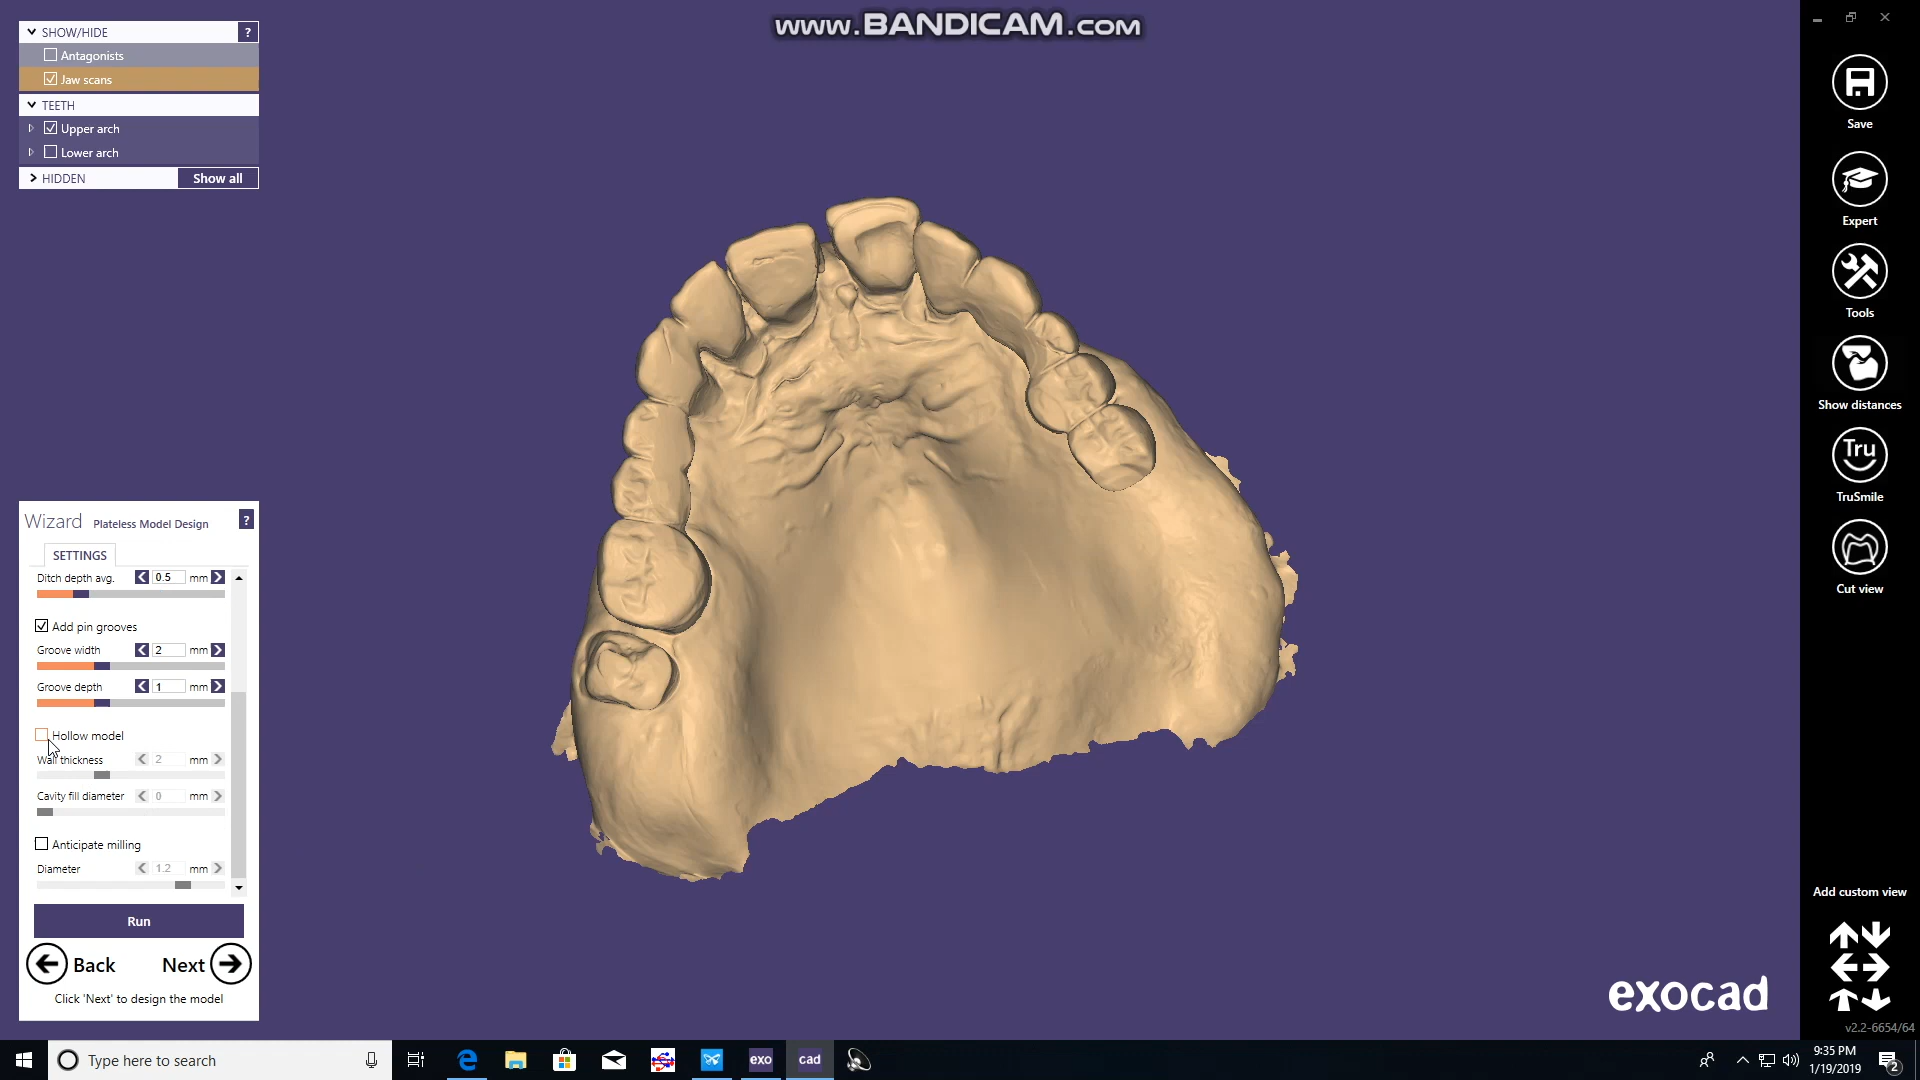 www.BANDICAM.com
SHOW/HIDE
?
Antagonists
Jaw scans
TEETH
Upper arch
Lower arch
HIDDEN
Show all
Save
Expert
Tools
Show distances
Tru
TruSmile
Cut view
Wizard Plateless Model Design ?
SETTINGS
Ditch depth avg. 0.5 mm
Add pin grooves
Groove width 2 mm
Groove depth 1 mm
Hollow model
Wall thickness 2 mm
Cavity fill diameter 0 mm
Anticipate milling
Diameter 1.2 mm
Run
Back Next
Click 'Next' to design the model
Add custom view
exocad
v2.2-6654/64
Type here to search
exo
cad
9:35 PM
1/19/2019
2